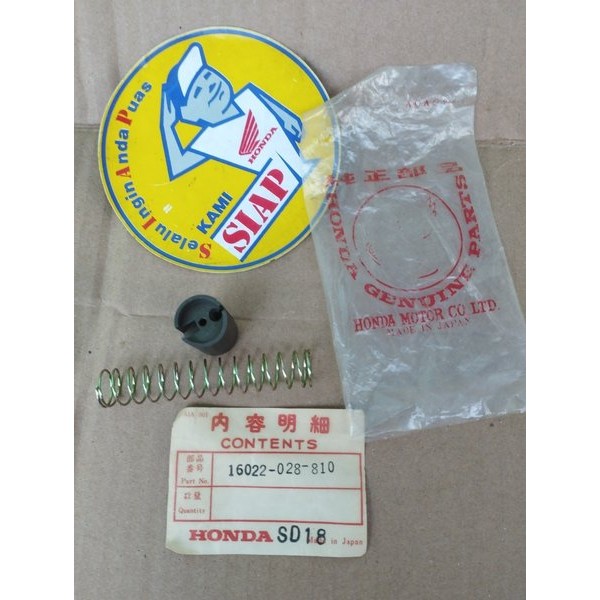 Selalu Ingin Anda Puas
KAMI
SIAP
HONDA
純正部品
HONDA GENUINE PARTS
HONDA MOTOR CO LTD.
MADE IN JAPAN
内容明細
CONTENTS
部品
番号
Part No.
16022-028-810
数量
Quantity
HONDA
SD18
Made in Japan